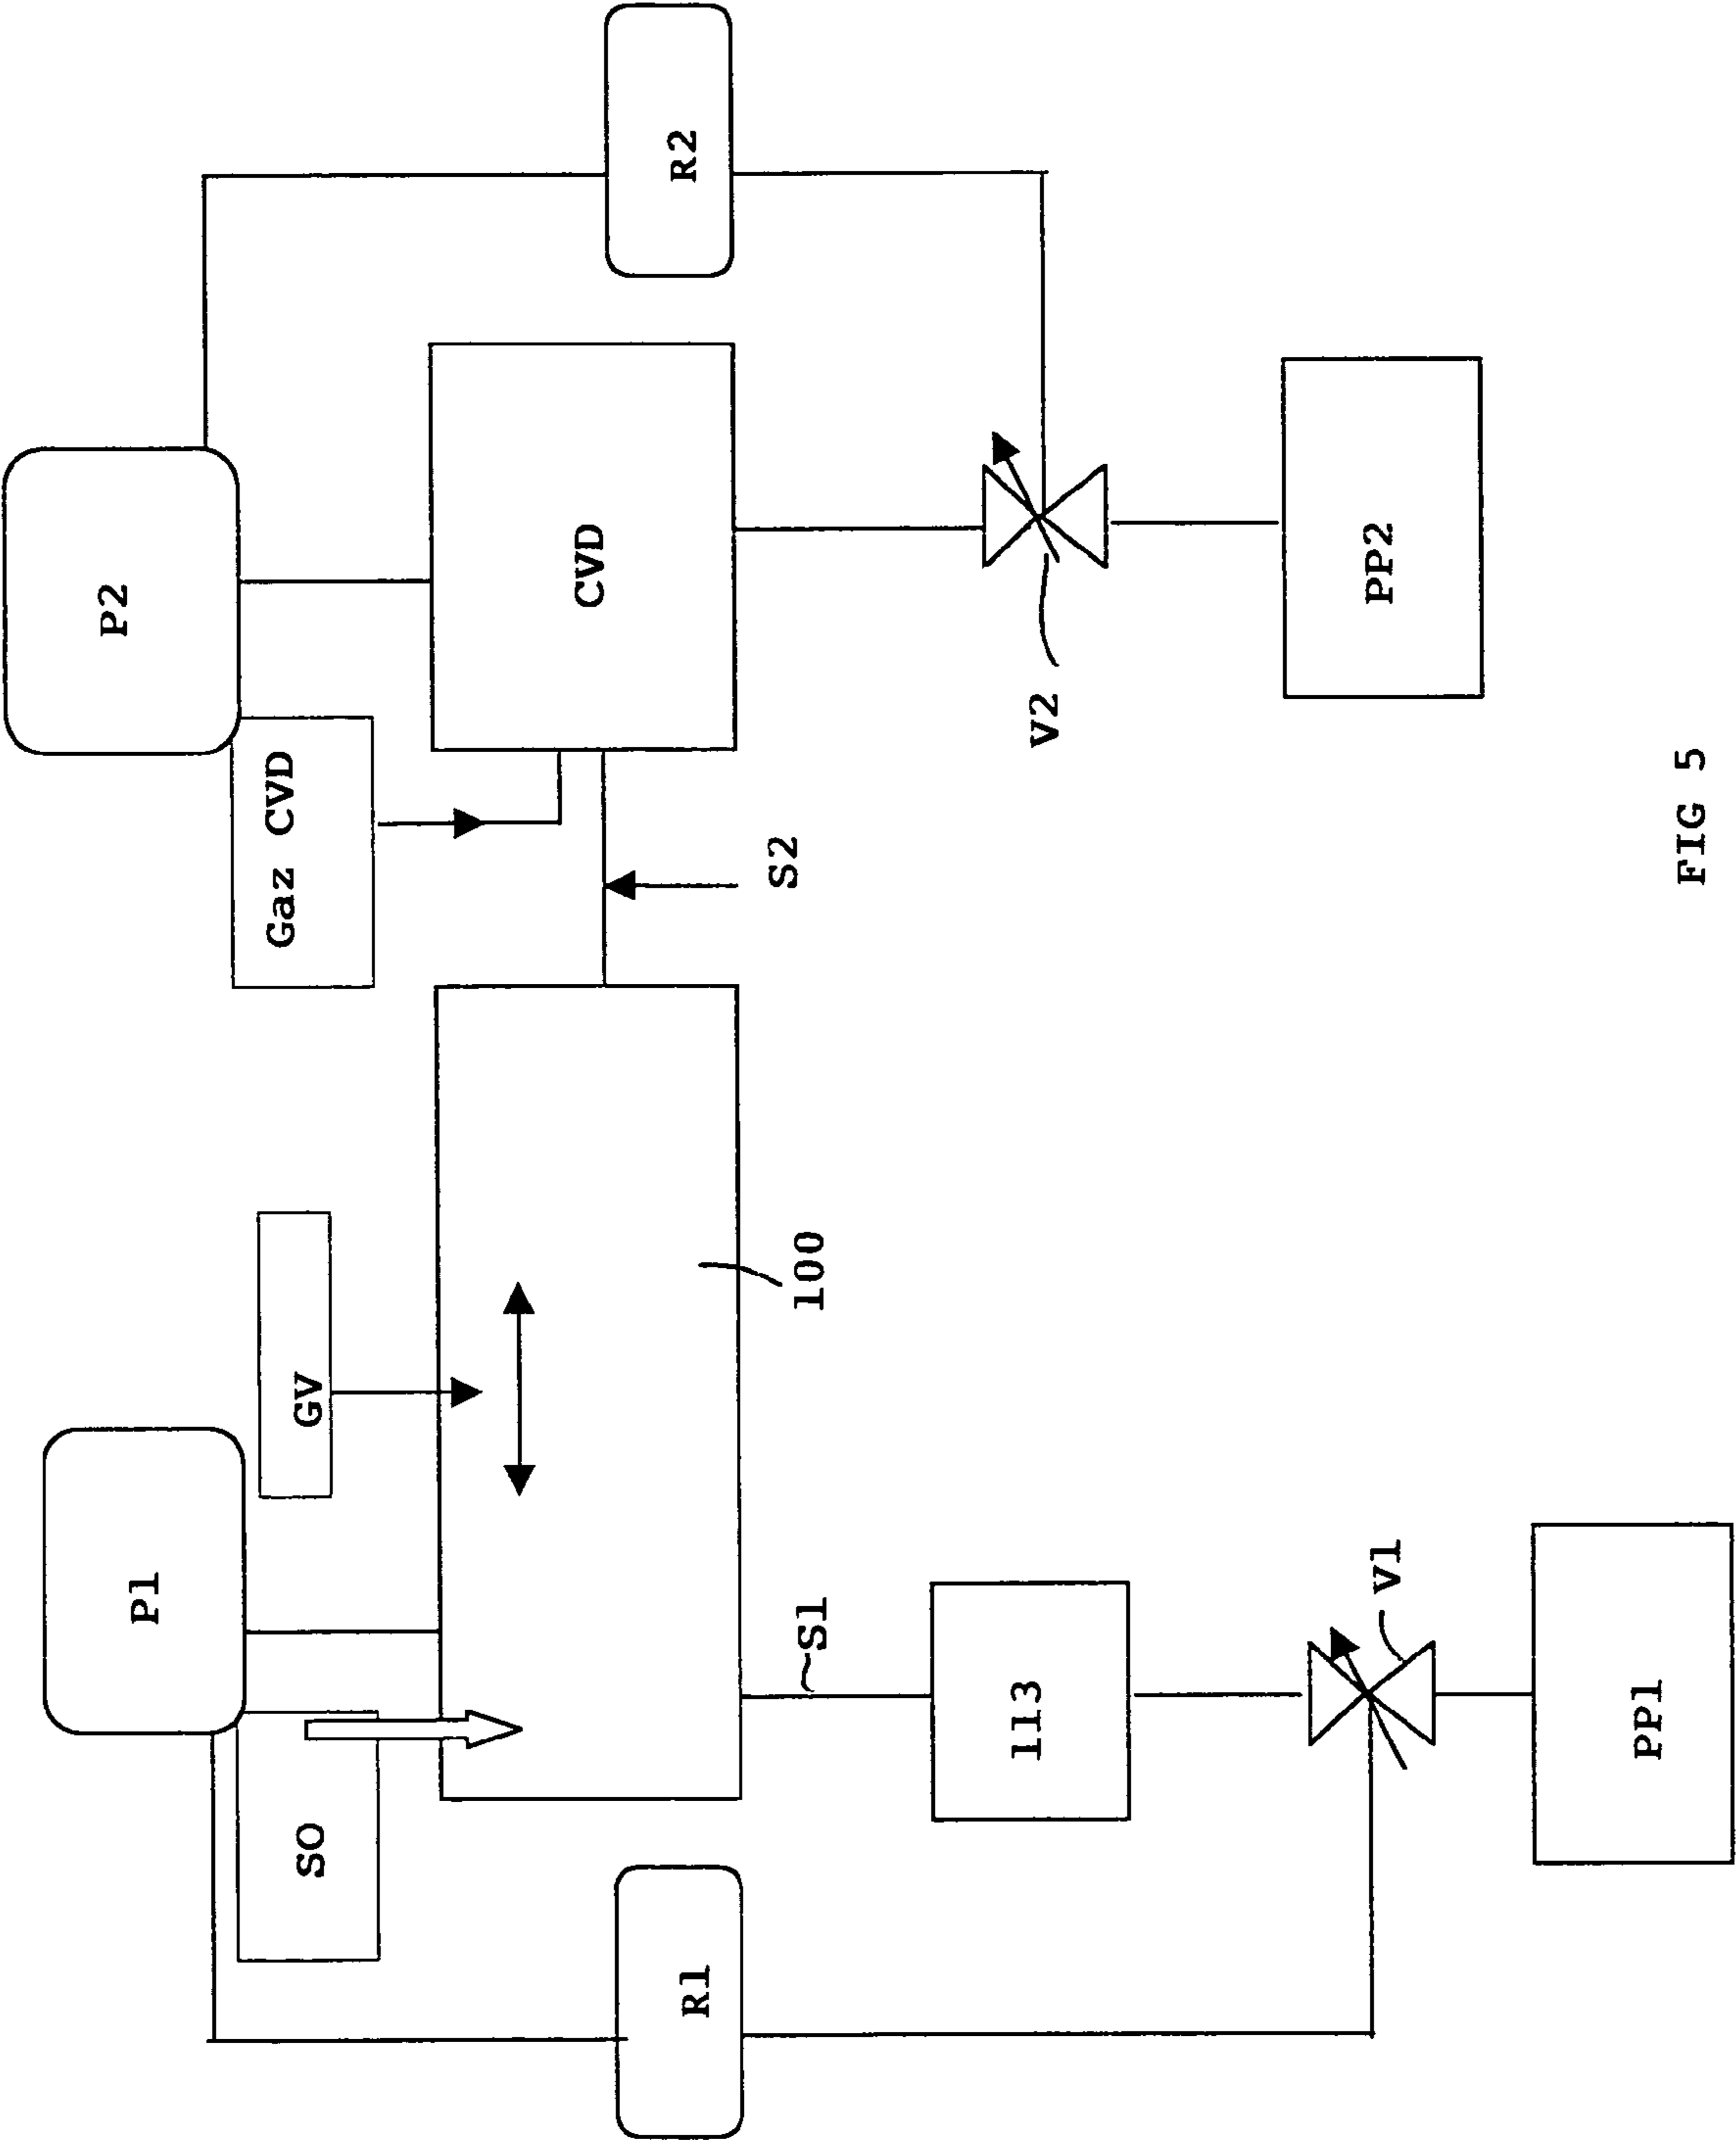 P1
P2
SO
GV
Gaz CVD
R1
100
S2
CVD
R2
S1
113
V1
V2
PP1
PP2
FIG 5